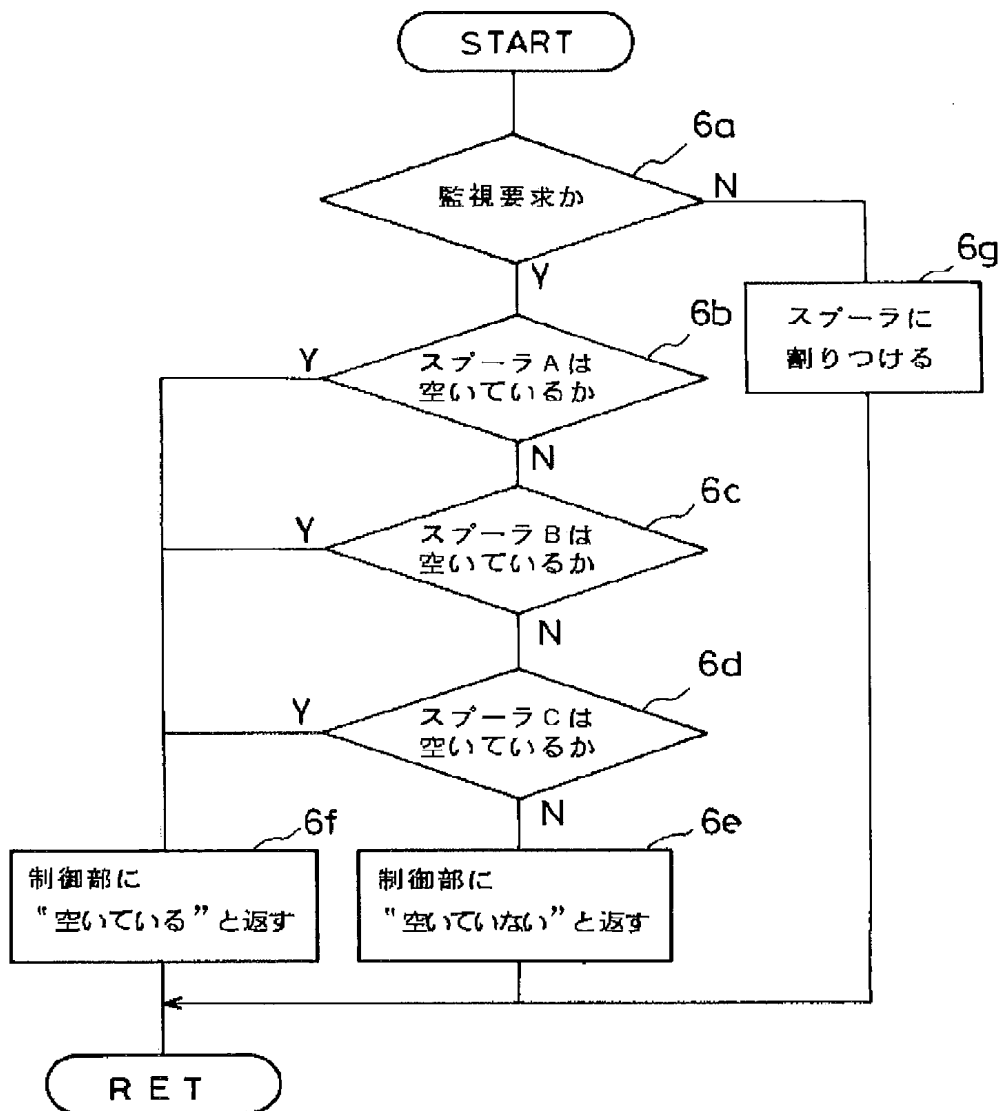 START
6a
監視要求か
N
Y
6g
スプーラに
割りつける
6b
Y
スプーラAは
空いているか
N
6c
Y
スプーラBは
空いているか
N
6d
Y
スプーラCは
空いているか
N
6f
制御部に
“空いている”と返す
6e
制御部に
“空いていない”と返す
RET